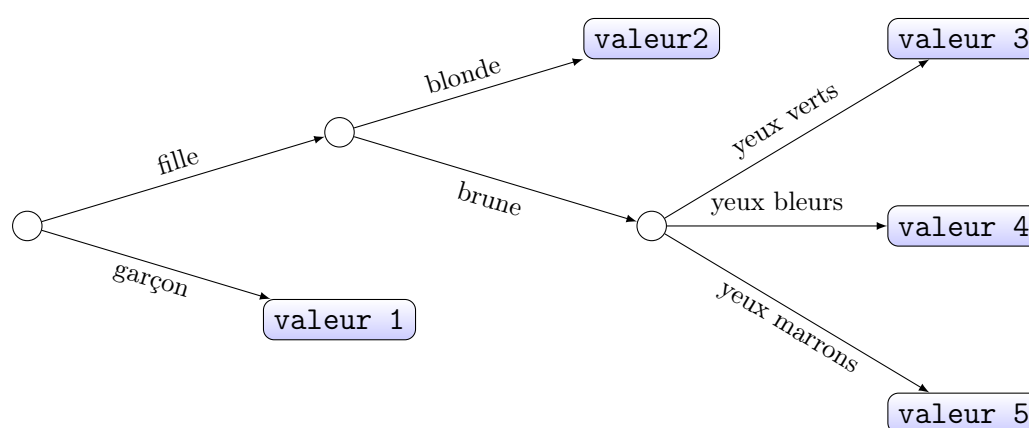 valeur2
valeur 3
blonde
yeux verts
fille
brune
yeux bleurs
valeur 4
garçon
valeur 1
yeux marrons
valeur 5